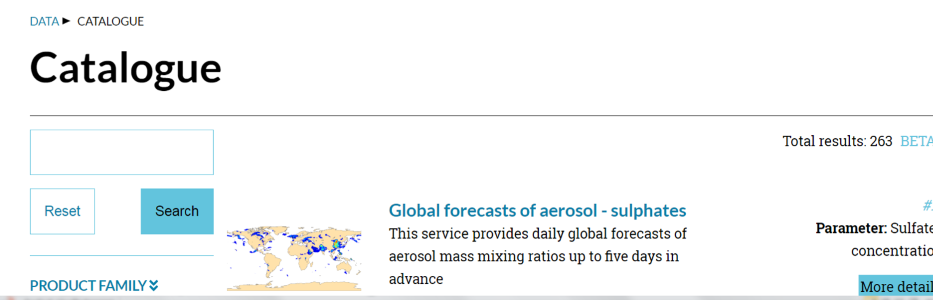 DATA ► CATALOGUE
Catalogue
Total results: 263 BETA
Reset
Search
Global forecasts of aerosol - sulphates
This service provides daily global forecasts of
aerosol mass mixing ratios up to five days in
advance
Parameter: Sulfate
concentratio
More detail
PRODUCT FAMILY